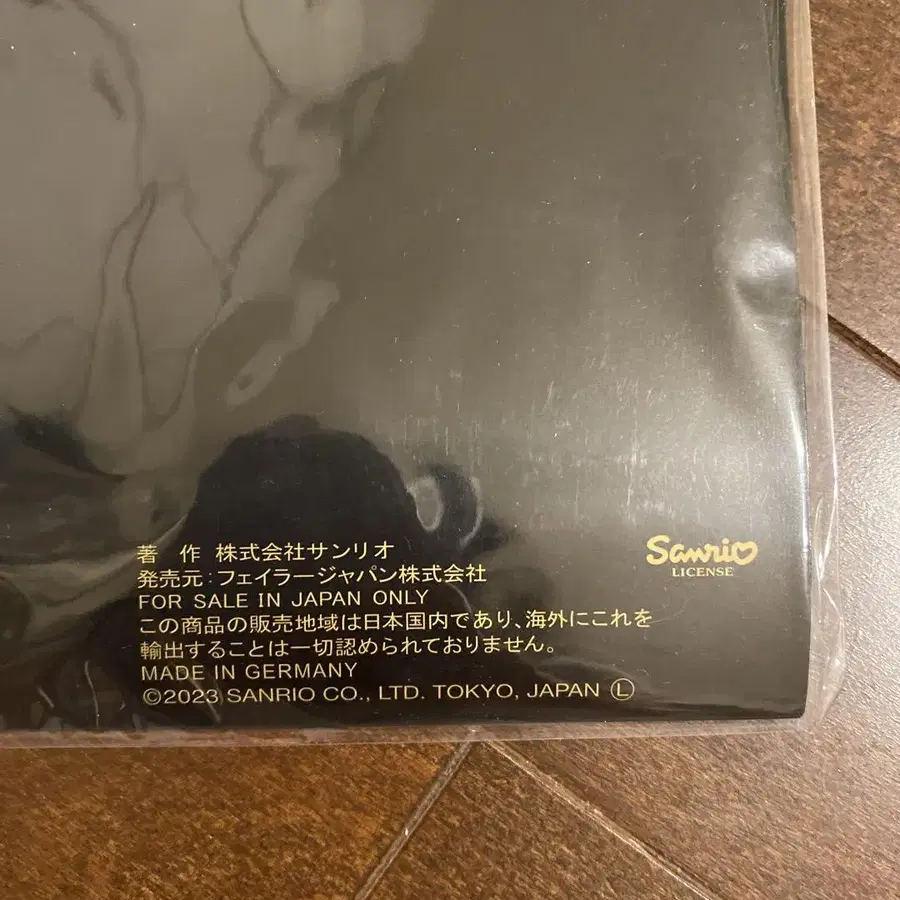 著 作 株式会社サンリオ
発売元:フェイラージャパン株式会社
FOR SALE IN JAPAN ONLY
この商品の販売地域は日本国内であり、海外にこれを
輸出することは一切認められておりません。
MADE IN GERMANY
©2023 SANRIO CO., LTD. TOKYO, JAPAN Ⓛ
Sanrio
LICENSE